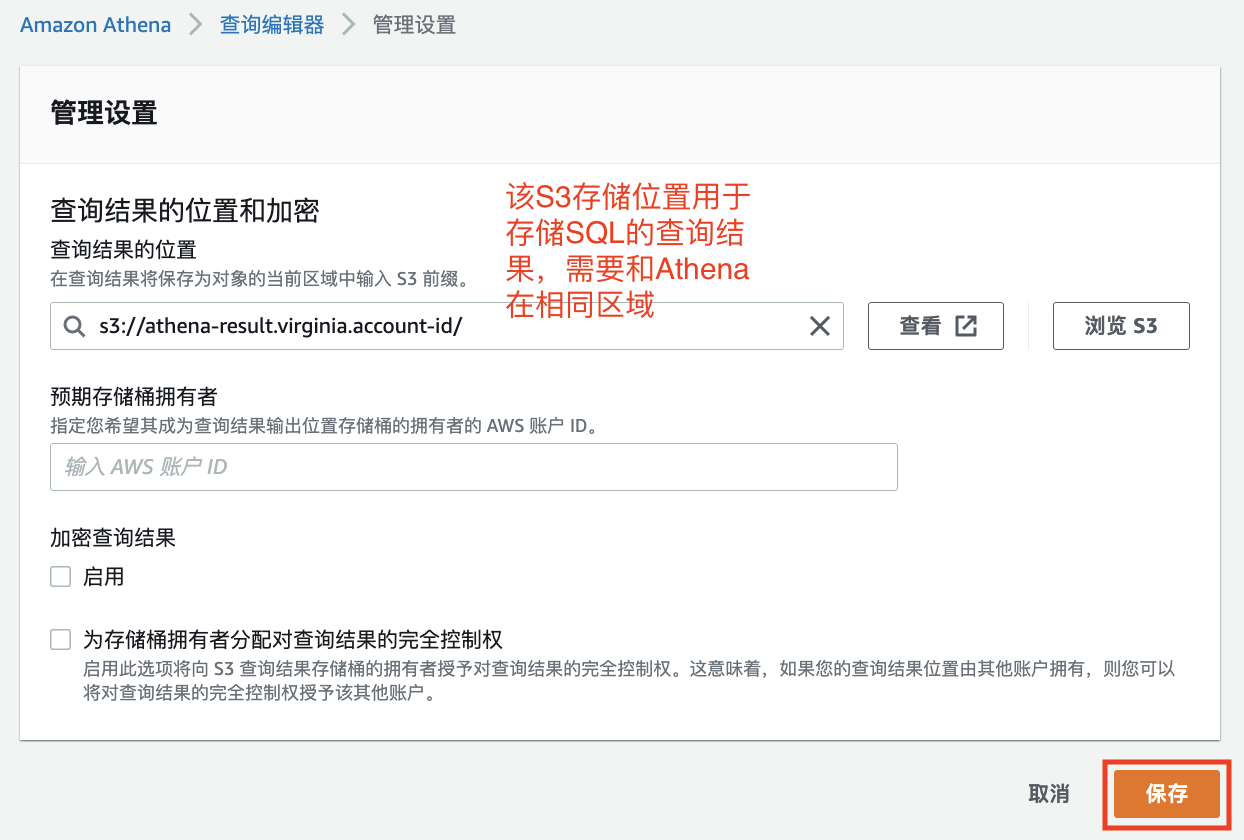 Amazon Athena > 查询编辑器 > 管理设置
管理设置
查询结果的位置和加密
查询结果的位置
在查询结果将保存为对象的当前区域中输入 S3 前缀。
该S3存储位置用于
存储SQL的查询结
果，需要和Athena
在相同区域
s3://athena-result.virginia.account-id/
查看
浏览 S3
预期存储桶拥有者
指定您希望其成为查询结果输出位置存储桶的拥有者的 AWS 账户 ID。
输入 AWS 账户 ID
加密查询结果
启用
为存储桶拥有者分配对查询结果的完全控制权
启用此选项将向 S3 查询结果存储桶的拥有者授予对查询结果的完全控制权。这意味着，如果您的查询结果位置由其他账户拥有，则您可以
将对查询结果的完全控制权授予该其他账户。
取消
保存